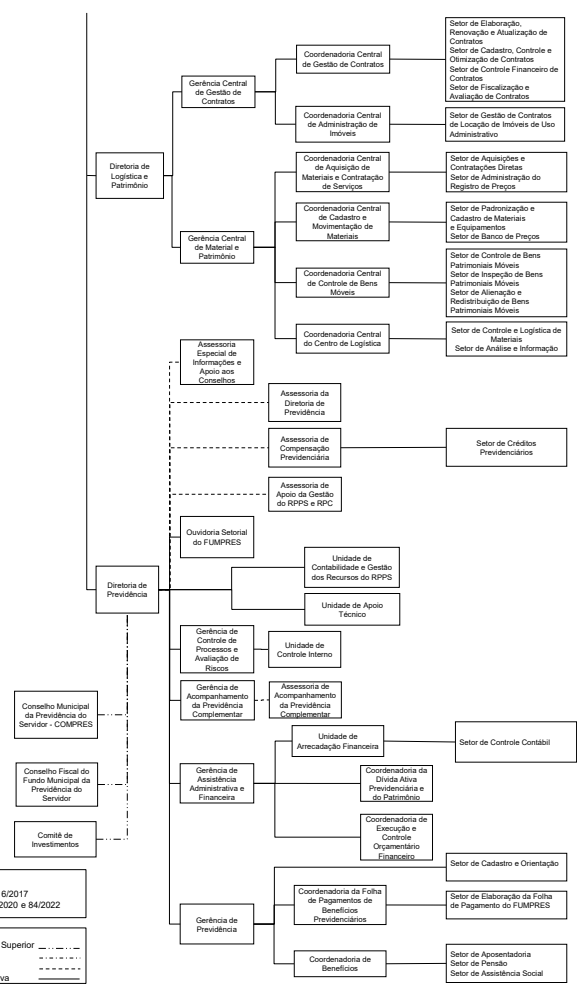 Setor de Elaboração,
Renovação e Atualização de
Contratos
Setor de Cadastro, Controle e
Otimização de Contratos
Setor de Controle Financeiro de
Contratos
Setor de Fiscalização e
Avaliação de Contratos
Coordenadoria Central
de Gestão de Contratos
Gerência Central
de Gestão de
Contratos
Coordenadoria Central
de Administração de
Imóveis
Setor de Gestão de Contratos
de Locação de Imóveis de Uso
Administrativo
Diretoria de
Logística e
Patrimônio
Coordenadoria Central
de Aquisição de
Materiais e Contratação
de Serviços
Setor de Aquisições e
Contratações Diretas
Setor de Administração do
Registro de Preços
Gerência Central
de Material e
Patrimônio
Coordenadoria Central
de Cadastro e
Movimentação de
Materiais
Setor de Padronização e
Cadastro de Materiais
e Equipamentos
Setor de Banco de Preços
Coordenadoria Central
de Controle de Bens
Móveis
Setor de Controle de Bens
Patrimoniais Móveis
Setor de Inspeção de Bens
Patrimoniais Móveis
Setor de Alienação e
Redistribuição de Bens
Patrimoniais Móveis
Coordenadoria Central
do Centro de Logística
Setor de Controle e Logística de
Materiais
Setor de Análise e Informação
Assessoria
Especial de
Informações e
Apoio aos
Conselhos
Assessoria da
Diretoria de
Previdência
Assessoria de
Compensação
Previdenciária
Setor de Créditos
Previdenciários
Assessoria de
Apoio da Gestão
do RPPS e RPC
Ouvidoria Setorial
do FUMPRES
Diretoria de
Previdência
Unidade de
Contabilidade e Gestão
dos Recursos do RPPS
Unidade de Apoio
Técnico
Gerência de
Controle de
Processos e
Avaliação de
Riscos
Unidade de
Controle Interno
Gerência de
Acompanhamento
da Previdência
Complementar
Assessoria de
Acompanhamento
da Previdência
Complementar
Conselho Municipal
da Previdência do
Servidor - COMPRES
Conselho Fiscal do
Fundo Municipal da
Previdência do
Servidor
Comitê de
Investimentos
Gerência de
Assistência
Administrativa e
Financeira
Unidade de
Arrecadação Financeira
Setor de Controle Contábil
Coordenadoria da
Dívida Ativa
Previdenciária e
do Patrimônio
Coordenadoria de
Execução e
Controle
Orçamentário
Financeiro
Gerência de
Previdência
Setor de Cadastro e Orientação
Coordenadoria da Folha
de Pagamentos de
Benefícios
Previdenciários
Setor de Elaboração da Folha
de Pagamento do FUMPRES
Coordenadoria de
Benefícios
Setor de Aposentadoria
Setor de Pensão
Setor de Assistência Social
6/2017
2020 e 84/2022
Superior
va